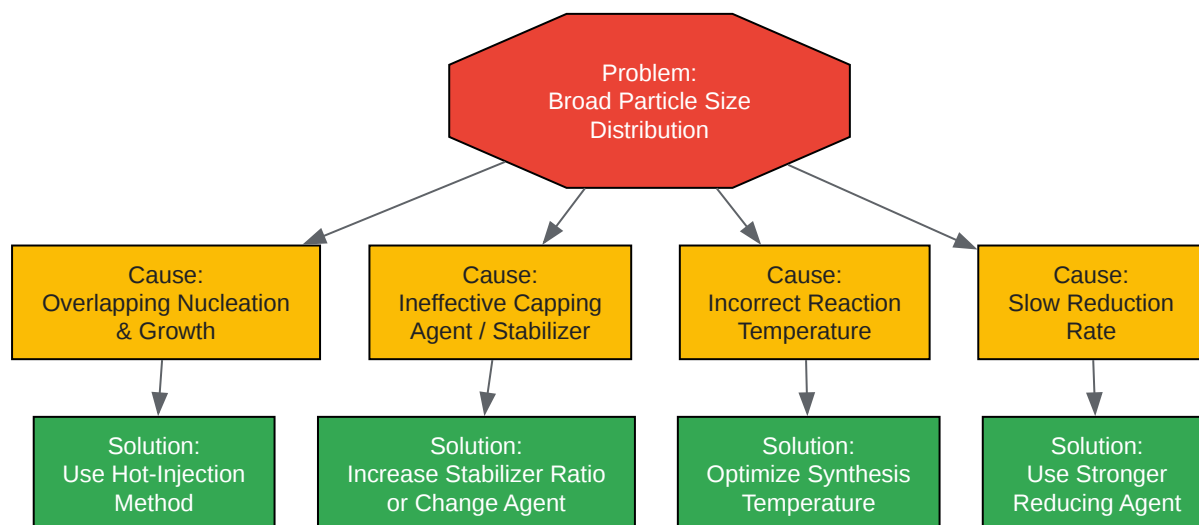 Problem:
Broad Particle Size
Distribution
Cause:
Overlapping Nucleation
& Growth
Cause:
Ineffective Capping
Agent / Stabilizer
Cause:
Incorrect Reaction
Temperature
Cause:
Slow Reduction
Rate
Solution:
Use Hot-Injection
Method
Solution:
Increase Stabilizer Ratio
or Change Agent
Solution:
Optimize Synthesis
Temperature
Solution:
Use Stronger
Reducing Agent